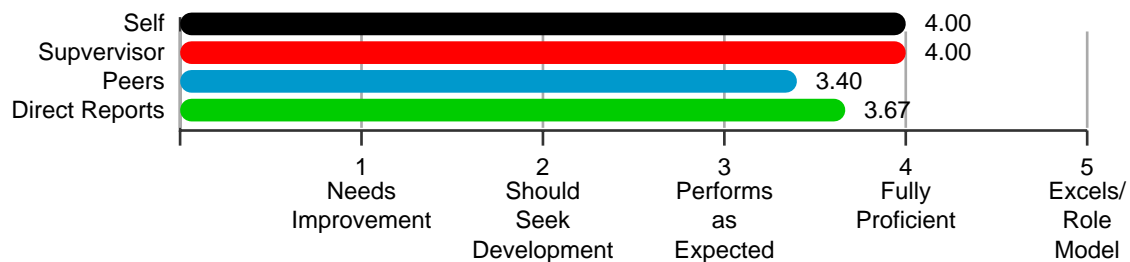 Self 4.00
Supvervisor 4.00
Peers 3.40
Direct Reports 3.67
1 2 3 4 5
Needs Should Performs Fully Excels/
Improvement Seek as Proficient Role
Development Expected Model